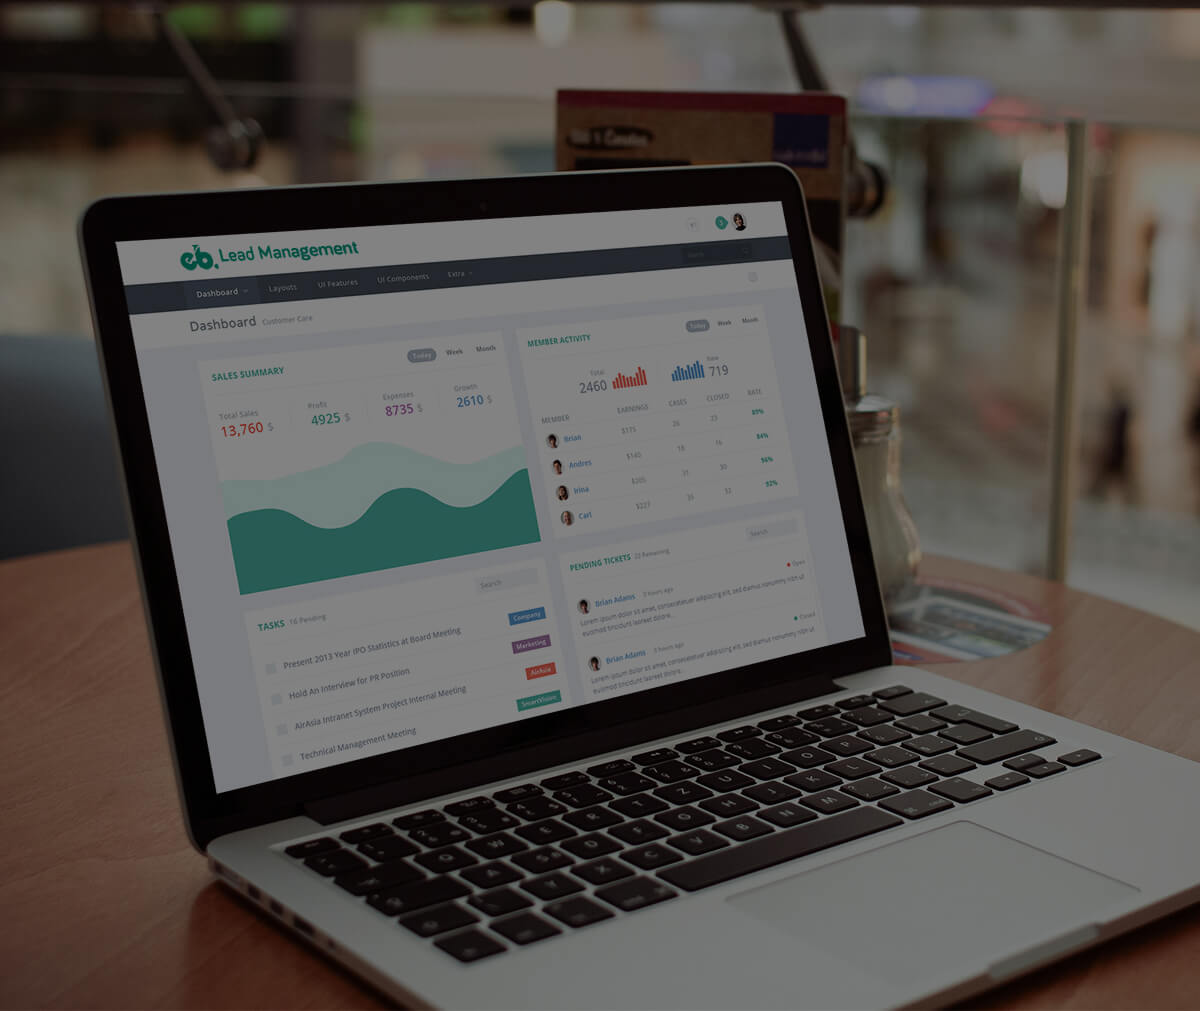 eb. Lead Management
Dashboard Layouts UI Features UI Components Extra
Search
Dashboard Customer Care
SALES SUMMARY
Today Week Month
Total Sales Profit Expenses Growth
13,760 $ 4925 $ 8735 $ 2610 $
MEMBER ACTIVITY
Today Week Month
Total New
2460 719
MEMBER EARNINGS CASES CLOSED RATE
Brian $175 26 23 89%
Andres $140 18 16 84%
Irina $205 31 30 96%
Carl $227 35 32 92%
TASKS 16 Pending
Search
Present 2013 Year IPO Statistics at Board Meeting Company
Hold An Interview for PR Position Marketing
AirAsia Intranet System Project Internal Meeting AirAsia
Technical Management Meeting SmartVision
PENDING TICKETS 22 Remaining
Search
Brian Adams 3 hours ago Open
Lorem ipsum dolor sit amet, consectetuer adipiscing elit, sed diamos nonummy nibh ut
euismod tincidunt laoreet dolore...
Brian Adams 3 hours ago Closed
Lorem ipsum dolor sit amet, consectetuer adipiscing elit, sed diamos nonummy nibh ut
euismod tincidunt laoreet dolore...